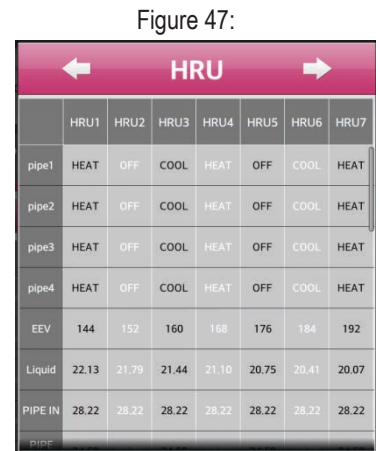 Figure 47:
HRU
HRU1 HRU2 HRU3 HRU4 HRU5 HRU6 HRU7
pipe1 HEAT OFF COOL HEAT OFF COOL HEAT
pipe2 HEAT OFF COOL HEAT OFF COOL HEAT
pipe3 HEAT OFF COOL HEAT OFF COOL HEAT
pipe4 HEAT OFF COOL HEAT OFF COOL HEAT
EEV 144 152 160 168 176 184 192
Liquid 22.13 21.79 21.44 21.10 20.75 20.41 20.07
PIPE IN 28.22 28.22 28.22 28.22 28.22 28.22 28.22
PIPE